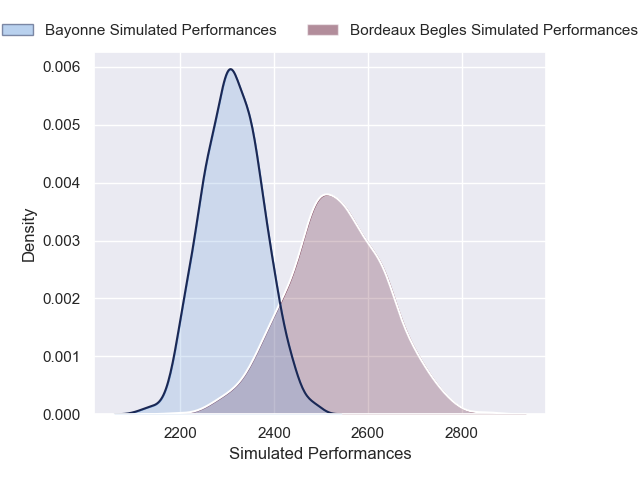 Bayonne Simulated Performances
Bordeaux Begles Simulated Performances
0.006
0.005
0.004
0.003
0.002
0.001
0.000
Density
2200
2400
2600
2800
Simulated Performances